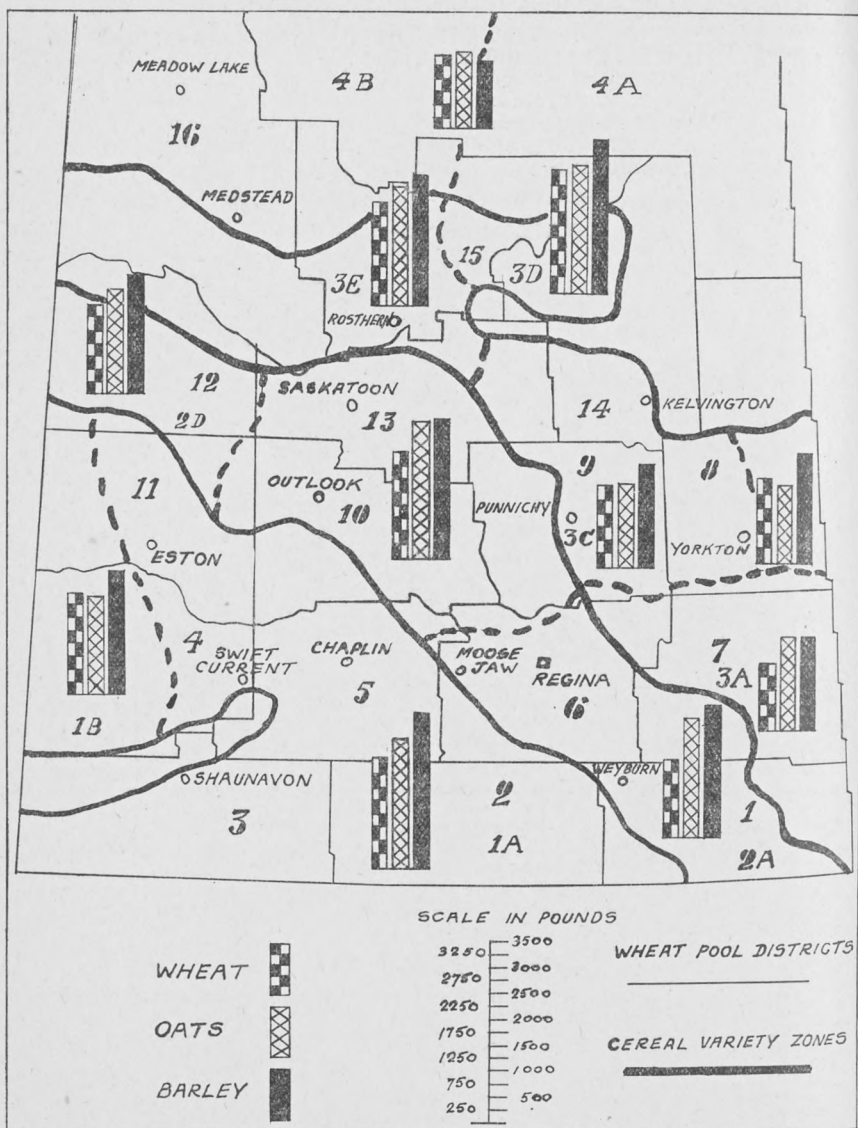 MEADOW LAKE
4B
4A
16
MEDSTEAD
15
3D
3E
ROSTHERN
12
SASKATOON
2D
13
14
KELVINGTON
11
OUTLOOK
10
9
8
PUNNICHY
3C
YORKTON
ESTON
4
SWIFT
CURRENT
CHAPLIN
5
MOOSE
JAW
REGINA
6
7
3A
1B
SHAUNAVON
3
2
1A
WEYBURN
1
2A
SCALE IN POUNDS
3500
3250
3000
2750
2500
2250
2000
1750
1500
1250
1000
750
500
250
WHEAT
OATS
BARLEY
WHEAT POOL DISTRICTS
CEREAL VARIETY ZONES